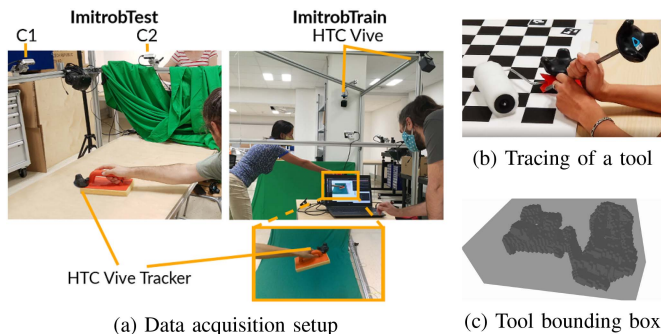 ImitrobTest
C1
C2
ImitrobTrain
HTC Vive
HTC Vive Tracker
(a) Data acquisition setup
(b) Tracing of a tool
(c) Tool bounding box